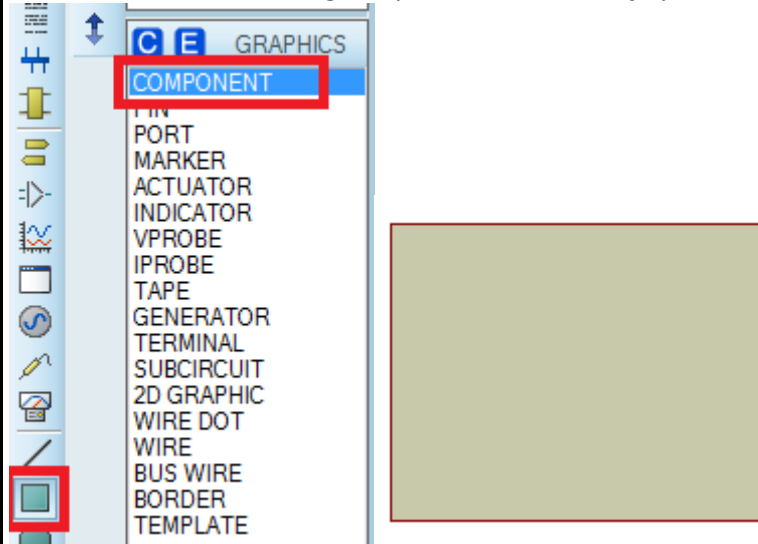 C E GRAPHICS
COMPONENT
PIN
PORT
MARKER
ACTUATOR
INDICATOR
VPROBE
IPROBE
TAPE
GENERATOR
TERMINAL
SUBCIRCUIT
2D GRAPHIC
WIRE DOT
WIRE
BUS WIRE
BORDER
TEMPLATE